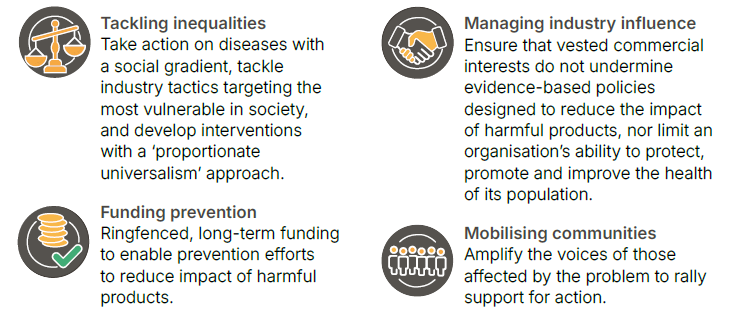 Tackling inequalities
Take action on diseases with
a social gradient, tackle
industry tactics targeting the
most vulnerable in society,
and develop interventions
with a ‘proportionate
universalism’ approach.
Funding prevention
Ringfenced, long-term funding
to enable prevention efforts
to reduce impact of harmful
products.
Managing industry influence
Ensure that vested commercial
interests do not undermine
evidence-based policies
designed to reduce the impact
of harmful products, nor limit an
organisation’s ability to protect,
promote and improve the health
of its population.
Mobilising communities
Amplify the voices of those
affected by the problem to rally
support for action.